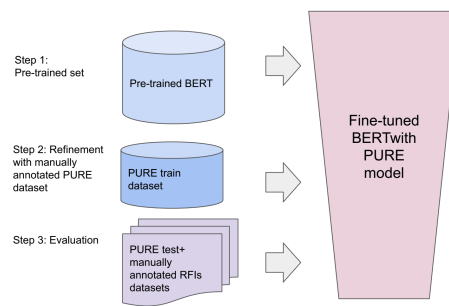 Step 1:
Pre-trained set
Pre-trained BERT
Step 2: Refinement
with manually
annotated PURE
dataset
PURE train
dataset
Step 3: Evaluation
PURE test+
manually
annotated RFIs
datasets
Fine-tuned
BERTwith
PURE
model